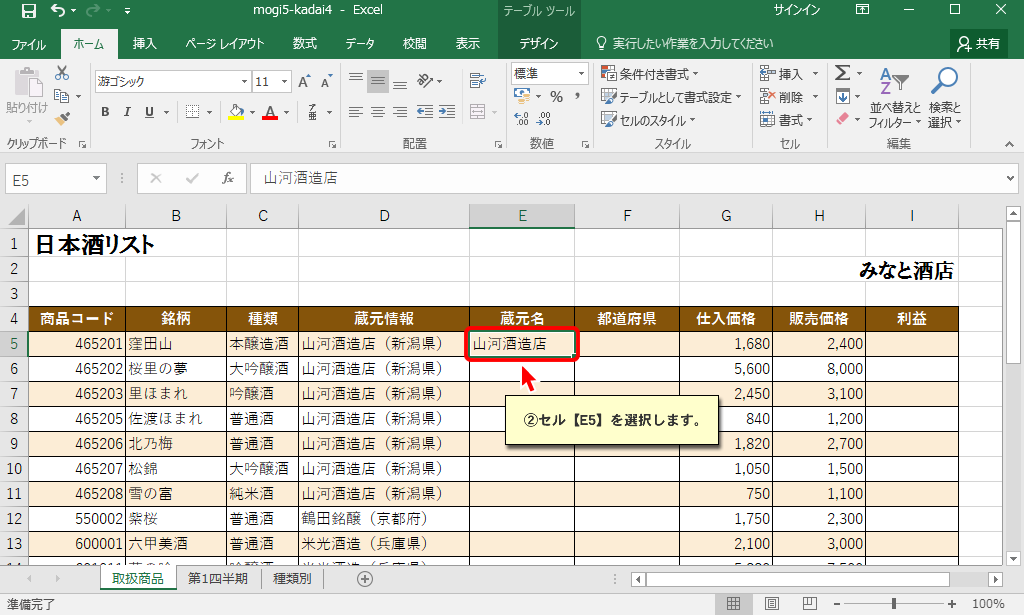 mogi5-kadai4 - Excel
テーブル ツール
サインイン
ファイル ホーム 挿入 ページ レイアウト 数式 データ 校閲 表示 デザイン 実行したい作業を入力してください 共有
貼り付け
游ゴシック 11
標準
条件付き書式
テーブルとして書式設定
セルのスタイル
挿入
削除
書式
並べ替えと
フィルター
検索と
選択
B I U
クリップボード フォント 配置 数値 スタイル セル 編集
E5 fx 山河酒造店
A B C D E F G H I
1 日本酒リスト
2 みなと酒店
3
4 商品コード 銘柄 種類 蔵元情報 蔵元名 都道府県 仕入価格 販売価格 利益
5 465201 窪田山 本醸造酒 山河酒造店（新潟県） 山河酒造店 1,680 2,400
6 465202 桜里の夢 大吟醸酒 山河酒造店（新潟県） 5,600 8,000
7 465203 里ほまれ 吟醸酒 山河酒造店（新潟県） 2,450 3,100
②セル【E5】を選択します。
8 465205 佐渡ほまれ 普通酒 山河酒造店（新潟県） 840 1,200
9 465206 北乃梅 普通酒 山河酒造店（新潟県） 1,820 2,700
10 465207 松錦 大吟醸酒 山河酒造店（新潟県） 1,050 1,500
11 465208 雪の富 純米酒 山河酒造店（新潟県） 750 1,100
12 550002 紫桜 普通酒 鶴田銘醸（京都府） 1,750 2,300
13 600001 六甲美酒 普通酒 米光酒造（兵庫県） 2,100 3,000
取扱商品 第1四半期 種類別
準備完了 100%